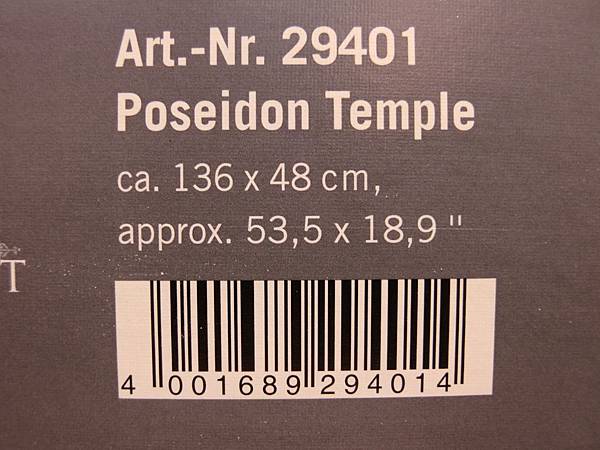 Art.-Nr. 29401
Poseidon Temple
ca. 136 x 48 cm,
approx. 53,5 x 18,9 "
T
4 001689 294014